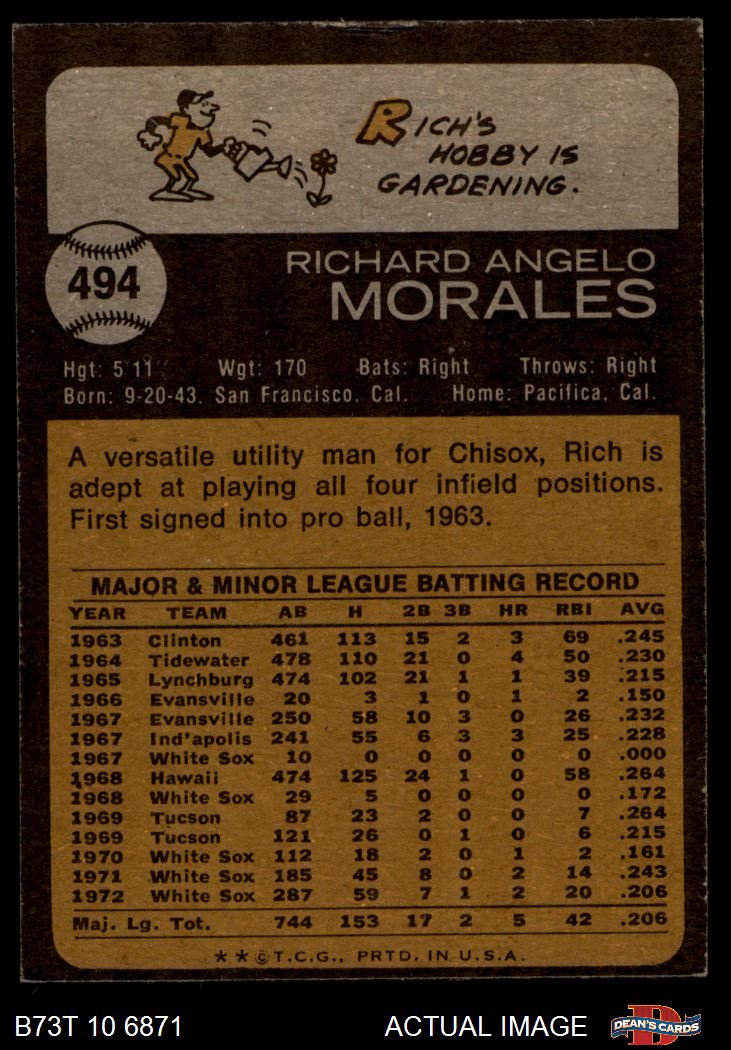 RICH'S
HOBBY IS
GARDENING.
494
RICHARD ANGELO
MORALES
Hgt: 5'11" Wgt: 170 Bats: Right Throws: Right
Born: 9-20-43, San Francisco, Cal. Home: Pacifica, Cal.
A versatile utility man for Chisox, Rich is
adept at playing all four infield positions.
First signed into pro ball, 1963.
MAJOR & MINOR LEAGUE BATTING RECORD
YEAR TEAM AB H 2B 3B HR RBI AVG
1963 Clinton 461 113 15 2 3 69 .245
1964 Tidewater 478 110 21 0 4 50 .230
1965 Lynchburg 474 102 21 1 1 39 .215
1966 Evansville 20 3 1 0 1 2 .150
1967 Evansville 250 58 10 3 0 26 .232
1967 Ind'apolis 241 55 6 3 3 25 .228
1967 White Sox 10 0 0 0 0 0 .000
1968 Hawaii 474 125 24 1 0 58 .264
1968 White Sox 29 5 0 0 0 0 .172
1969 Tucson 87 23 2 0 0 7 .264
1969 Tucson 121 26 0 1 0 6 .215
1970 White Sox 112 18 2 0 1 2 .161
1971 White Sox 185 45 8 0 2 14 .243
1972 White Sox 287 59 7 1 2 20 .206
Maj. Lg. Tot. 744 153 17 2 5 42 .206
**©T.C.G., PRTD. IN U.S.A.
B73T 10 6871 ACTUAL IMAGE DEAN'S CARDS